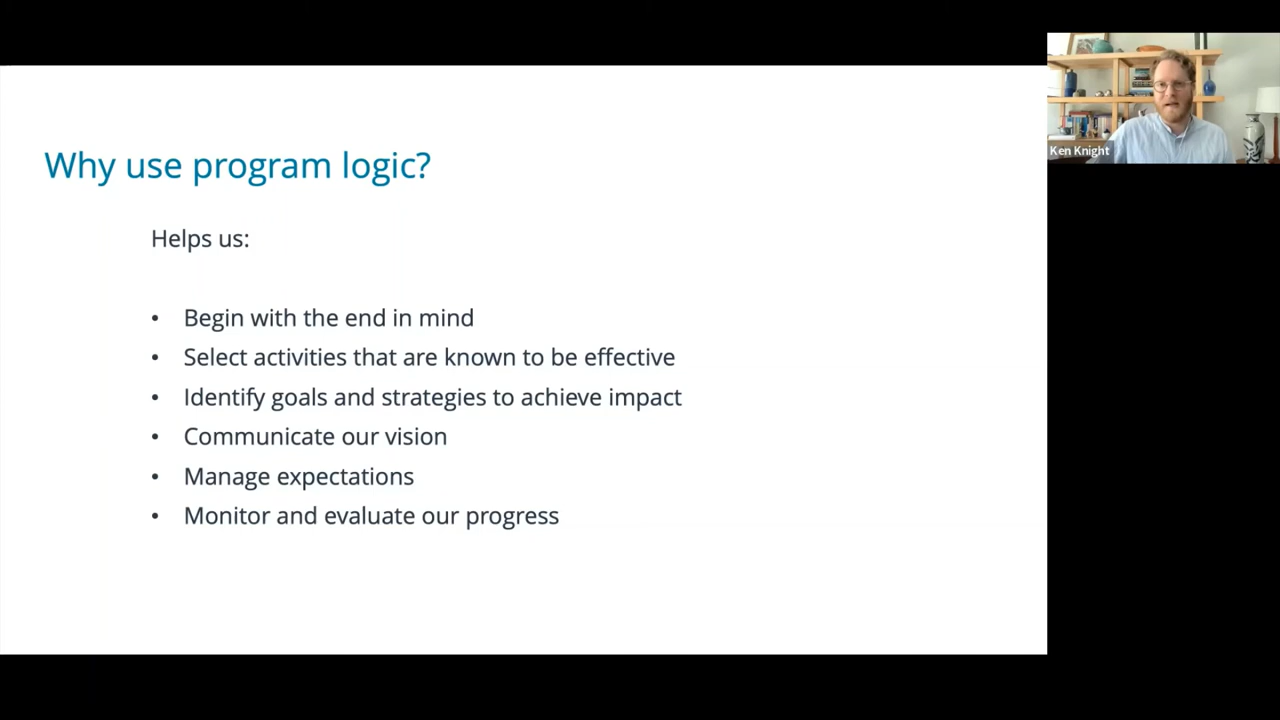 Why use program logic?
Helps us:
• Begin with the end in mind
• Select activities that are known to be effective
• Identify goals and strategies to achieve impact
• Communicate our vision
• Manage expectations
• Monitor and evaluate our progress
Ken Knight